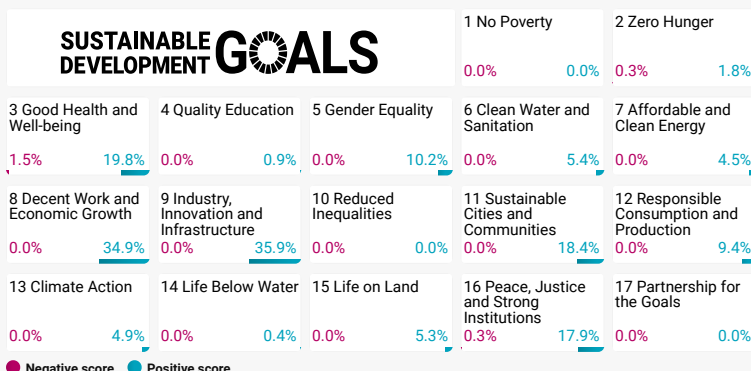 SUSTAINABLE
DEVELOPMENT
GOALS
1 No Poverty
0.0% 0.0%
2 Zero Hunger
0.3% 1.8%
3 Good Health and
Well-being
1.5% 19.8%
4 Quality Education
0.0% 0.9%
5 Gender Equality
0.0% 10.2%
6 Clean Water and
Sanitation
0.0% 5.4%
7 Affordable and
Clean Energy
0.0% 4.5%
8 Decent Work and
Economic Growth
0.0% 34.9%
9 Industry,
Innovation and
Infrastructure
0.0% 35.9%
10 Reduced
Inequalities
0.0% 0.0%
11 Sustainable
Cities and
Communities
0.0% 18.4%
12 Responsible
Consumption and
Production
0.0% 9.4%
13 Climate Action
0.0% 4.9%
14 Life Below Water
0.0% 0.4%
15 Life on Land
0.0% 5.3%
16 Peace, Justice
and Strong
Institutions
0.3% 17.9%
17 Partnership for
the Goals
0.0% 0.0%
Negative score Positive score